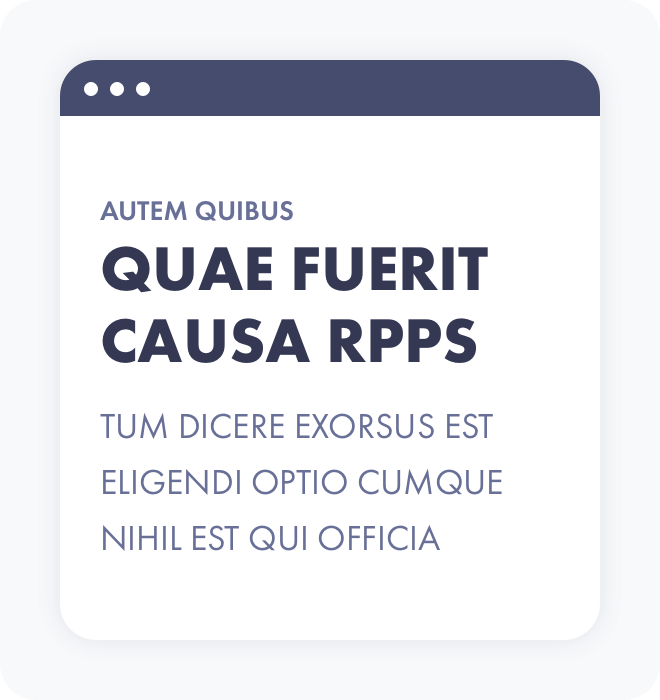 AUTEM QUIBUS
QUAE FUERIT
CAUSA RPPS
TUM DICERE EXORSUS EST
ELIGENDI OPTIO CUMQUE
NIHIL EST QUI OFFICIA